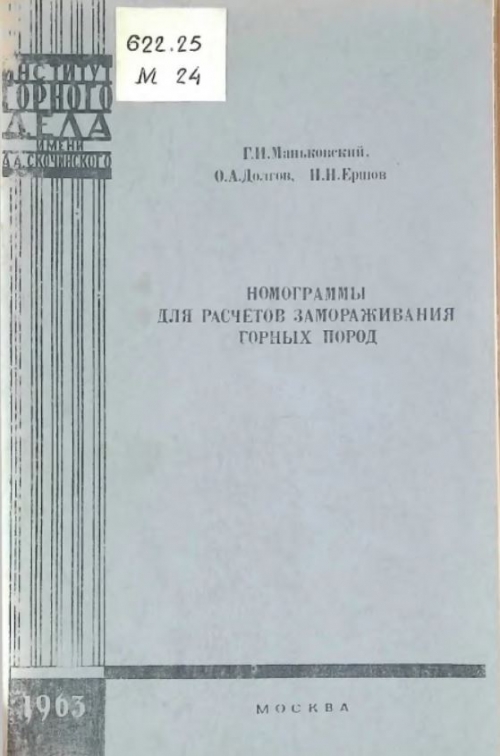 622.25
М 24
ИНСТИТУТ
ГОРНОГО
ДЕЛА
ИМЕНИ
А.А.СКОЧИНСКОГО
Г.И.Маньковский,
О.А.Долгов, И.И.Ершов
НОМОГРАММЫ
ДЛЯ РАСЧЕТОВ ЗАМОРАЖИВАНИЯ
ГОРНЫХ ПОРОД
1963
МОСКВА